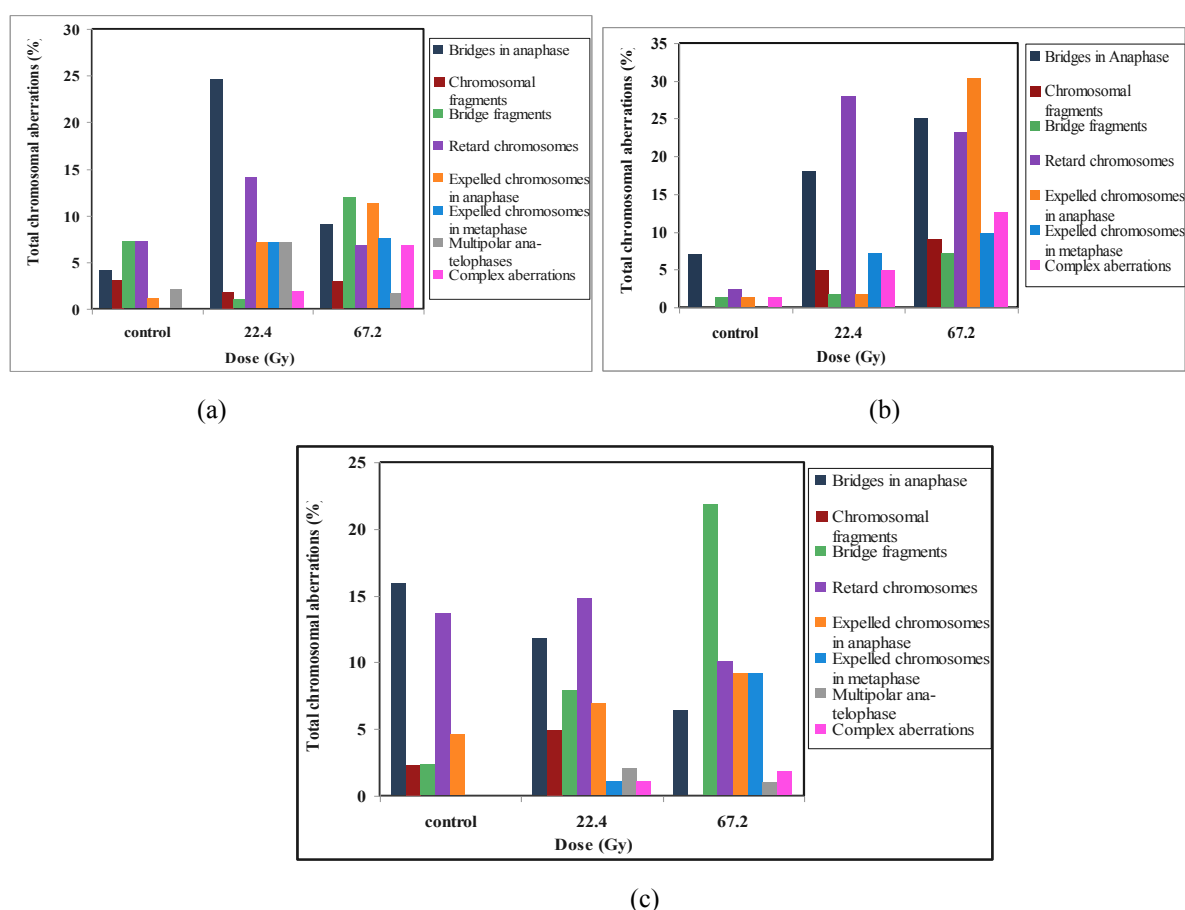 Total chromosomal aberrations (%)
30
25
20
15
10
5
0
control
22.4
67.2
Dose (Gy)
Bridges in anaphase
Chromosomal
fragments
Bridge fragments
Retard chromosomes
Expelled chromosomes
in anaphase
Expelled chromosomes
in metaphase
Multipolar ana-
telophases
Complex aberrations
(a)
Total chromosomal aberrations (%)
35
30
25
20
15
10
5
0
control
22.4
67.2
Dose (Gy)
Bridges in Anaphase
Chromosomal
fragments
Bridge fragments
Retard chromosomes
Expelled chromosomes
in anaphase
Expelled chromosomes
in metaphase
Complex aberrations
(b)
Total chromosomal aberrations (%)
25
20
15
10
5
0
control
22.4
67.2
Dose (Gy)
Bridges in anaphase
Chromosomal
fragments
Bridge fragments
Retard chromosomes
Expelled chromosomes
in anaphase
Expelled chromosomes
in metaphase
Multipolar ana-
telophase
Complex aberrations
(c)